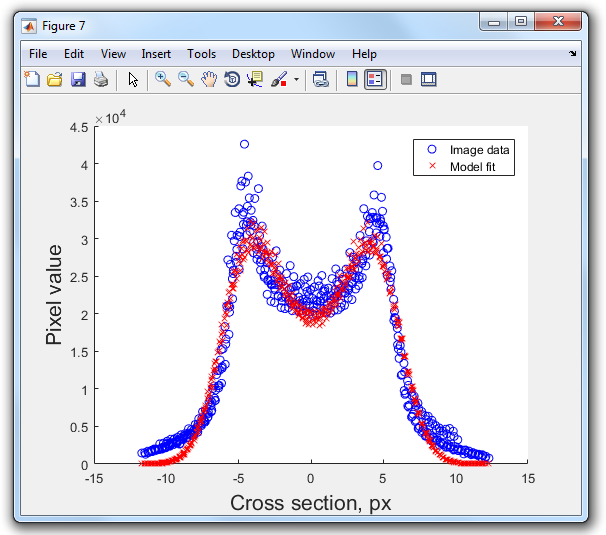 Figure 7
File Edit View Insert Tools Desktop Window Help
×10^4
4.5
4
3.5
3
2.5
2
1.5
1
0.5
0
-15 -10 -5 0 5 10 15
Pixel value
Cross section, px
Image data
Model fit